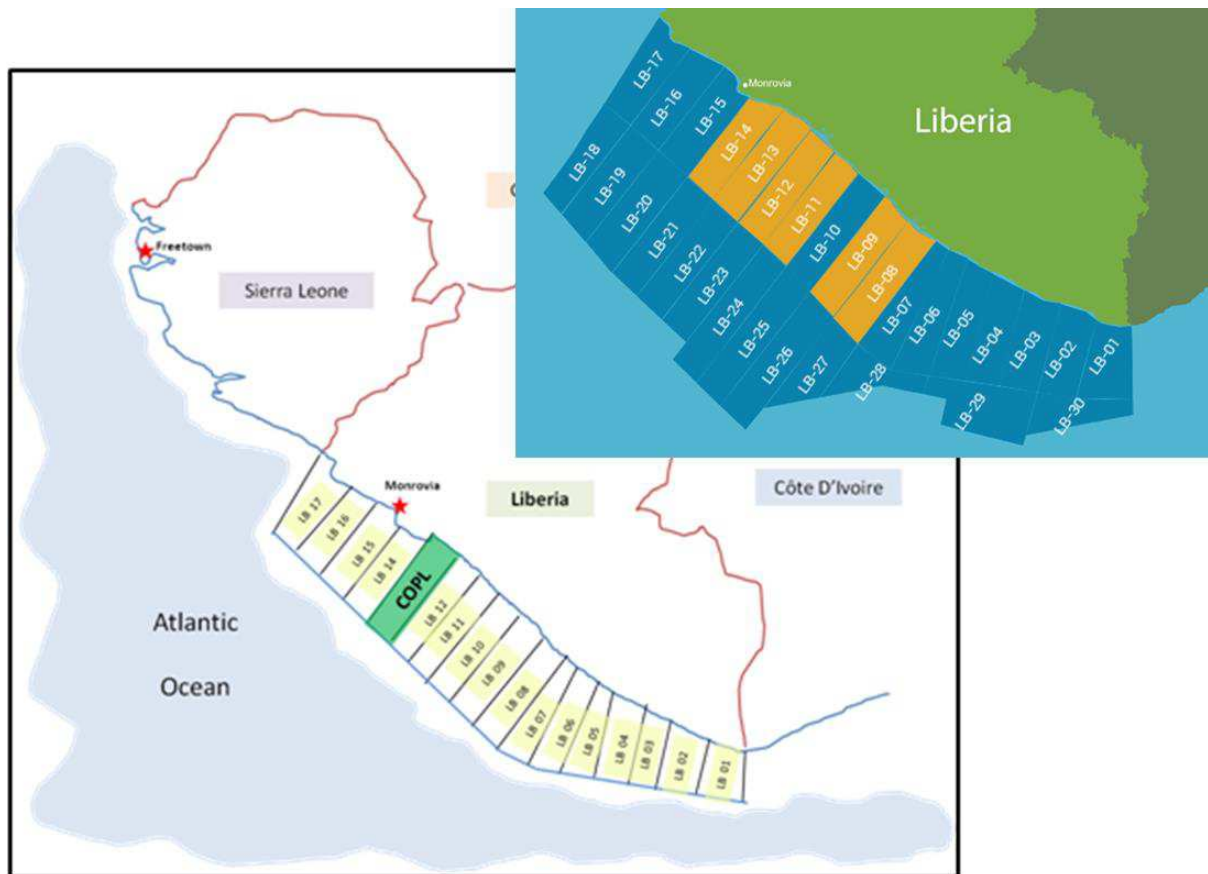 LB-17
LB-16
LB-15
Monrovia
Liberia
LB-14
LB-13
LB-12
LB-11
LB-10
LB-09
LB-08
LB-07
LB-06
LB-05
LB-04
LB-03
LB-02
LB-01
LB-18
LB-19
LB-20
LB-21
LB-22
LB-23
LB-24
LB-25
LB-26
LB-27
LB-28
LB-29
LB-30
Freetown
Sierra Leone
Monrovia
Liberia
Côte D'Ivoire
Atlantic
Ocean
LB 17
LB 16
LB 15
LB 14
COPL
LB 12
LB 11
LB 10
LB 09
LB 08
LB 07
LB 06
LB 05
LB 04
LB 03
LB 02
LB 01